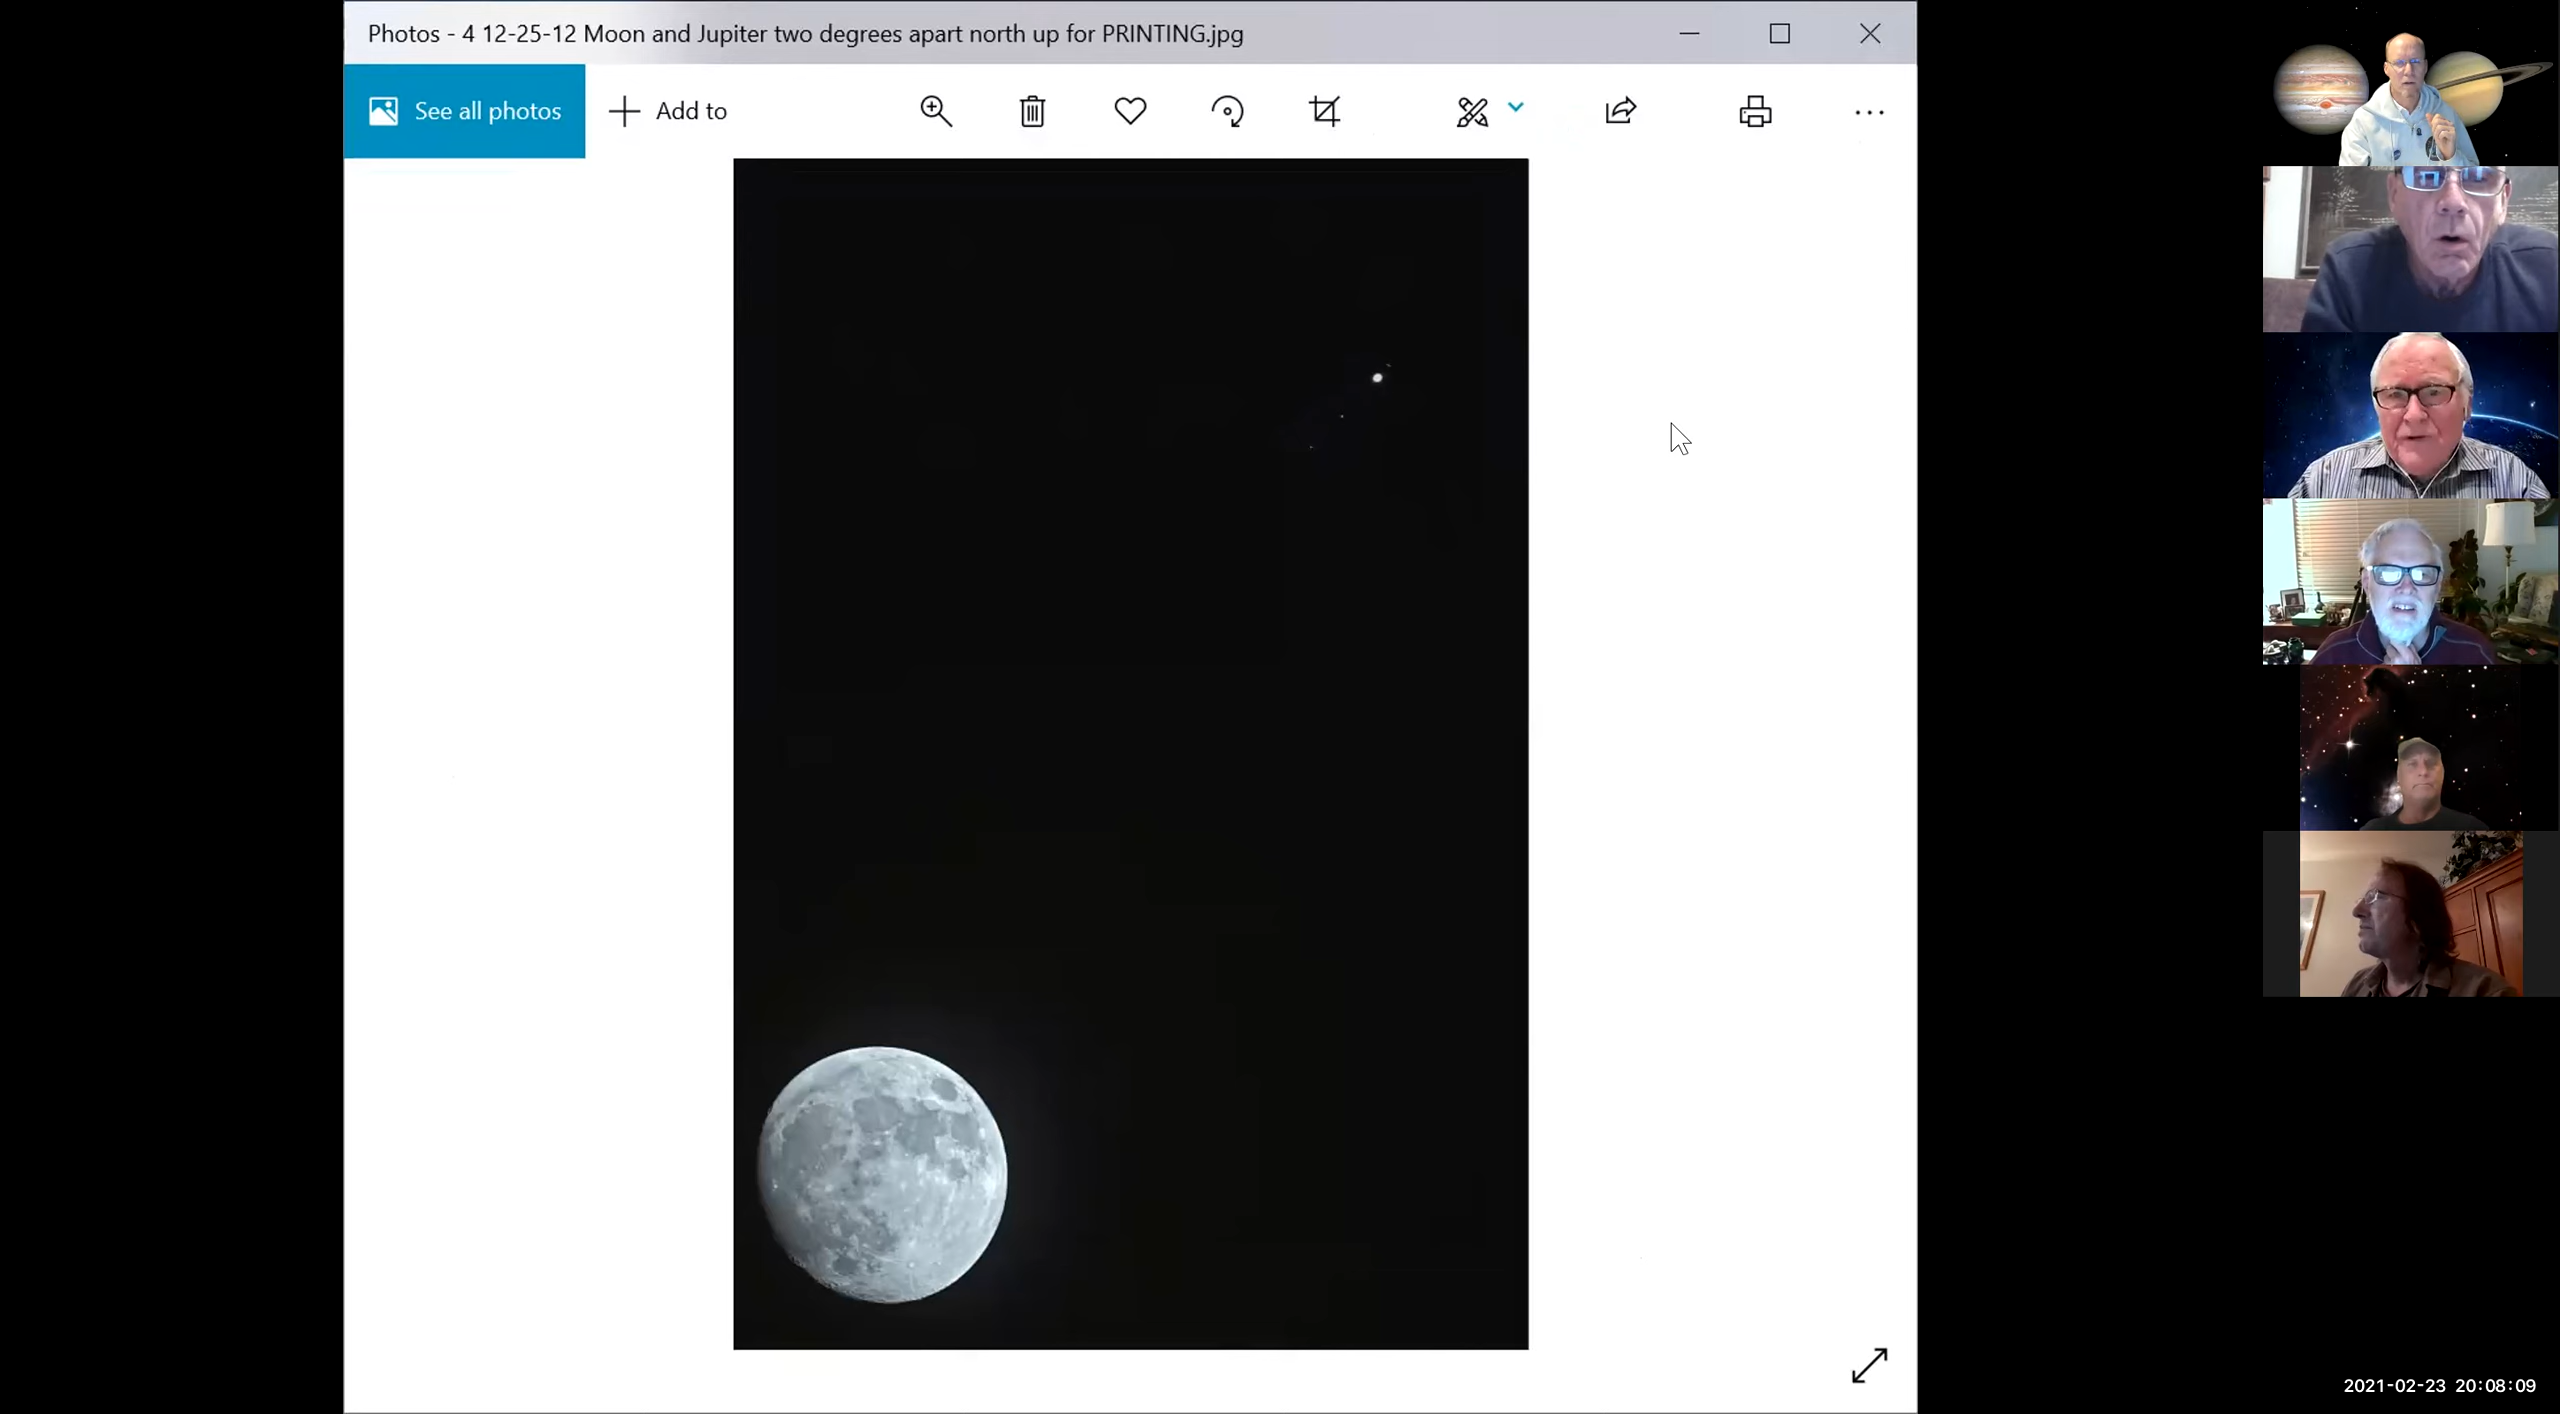 Photos - 4 12-25-12 Moon and Jupiter two degrees apart north up for PRINTING.jpg
See all photos
Add to
2021-02-23 20:08:09